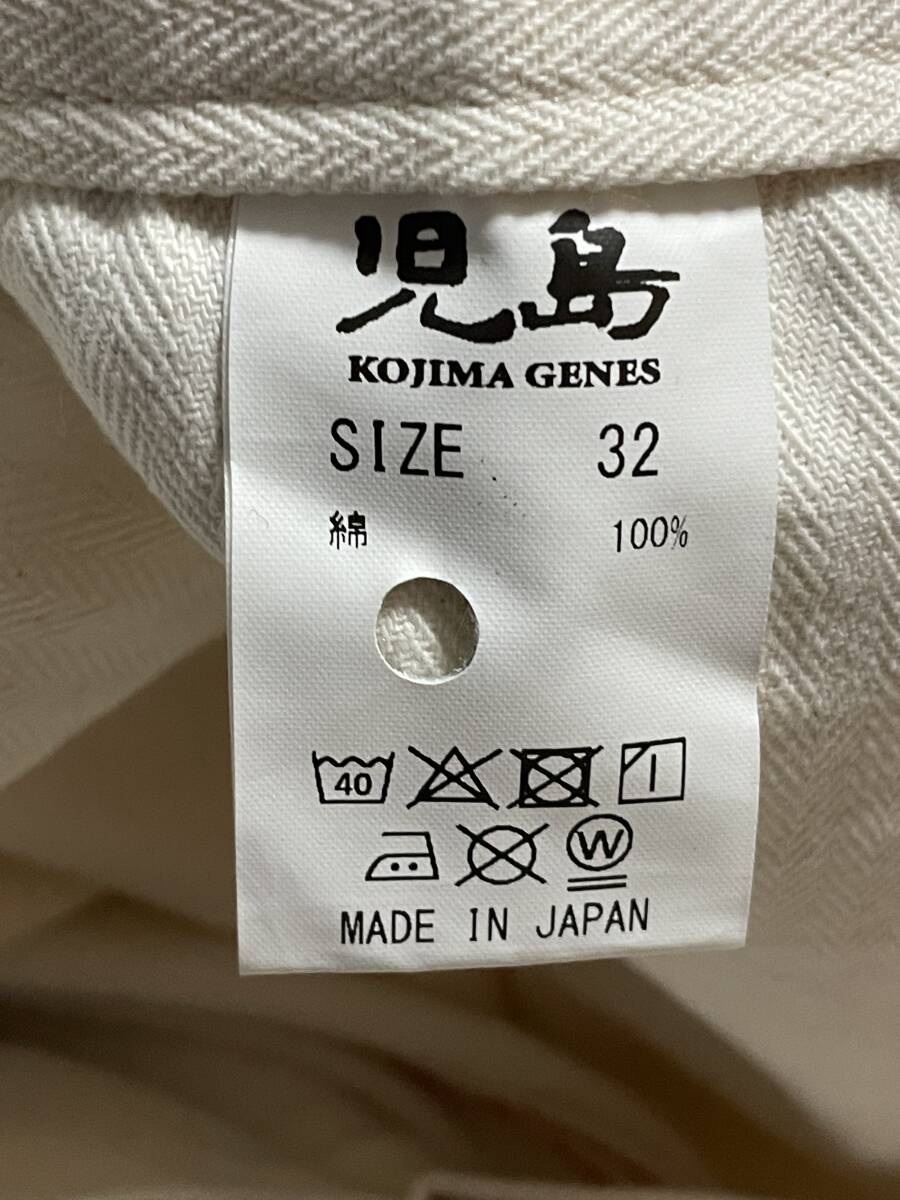 児島
KOJIMA GENES
SIZE 32
綿 100%
40
W
MADE IN JAPAN